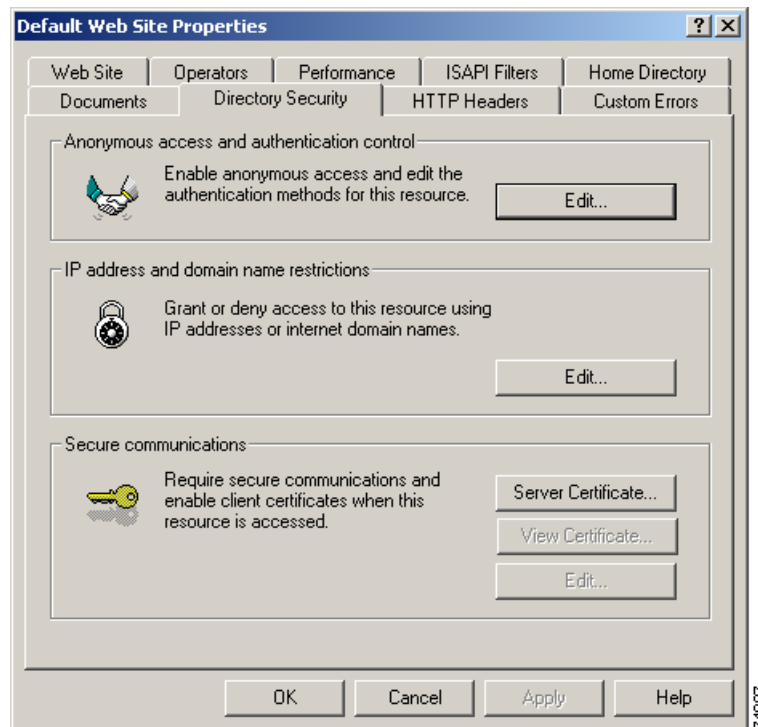 Default Web Site Properties
Web Site Operators Performance ISAPI Filters Home Directory
Documents Directory Security HTTP Headers Custom Errors
Anonymous access and authentication control
Enable anonymous access and edit the
authentication methods for this resource.
Edit...
IP address and domain name restrictions
Grant or deny access to this resource using
IP addresses or internet domain names.
Edit...
Secure communications
Require secure communications and
enable client certificates when this
resource is accessed.
Server Certificate...
View Certificate...
Edit...
OK Cancel Apply Help